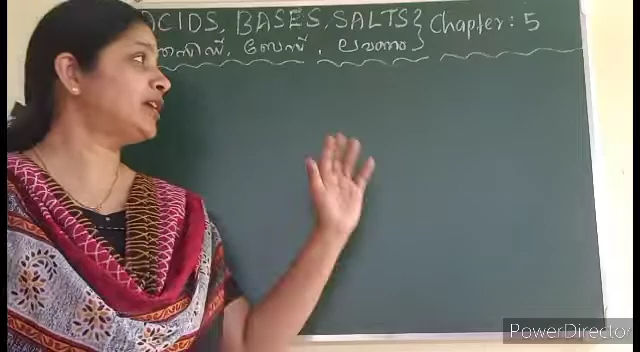 ACIDS, BASES, SALTS } Chapter: 5
ബേസ്, ലവണം }
PowerDirector